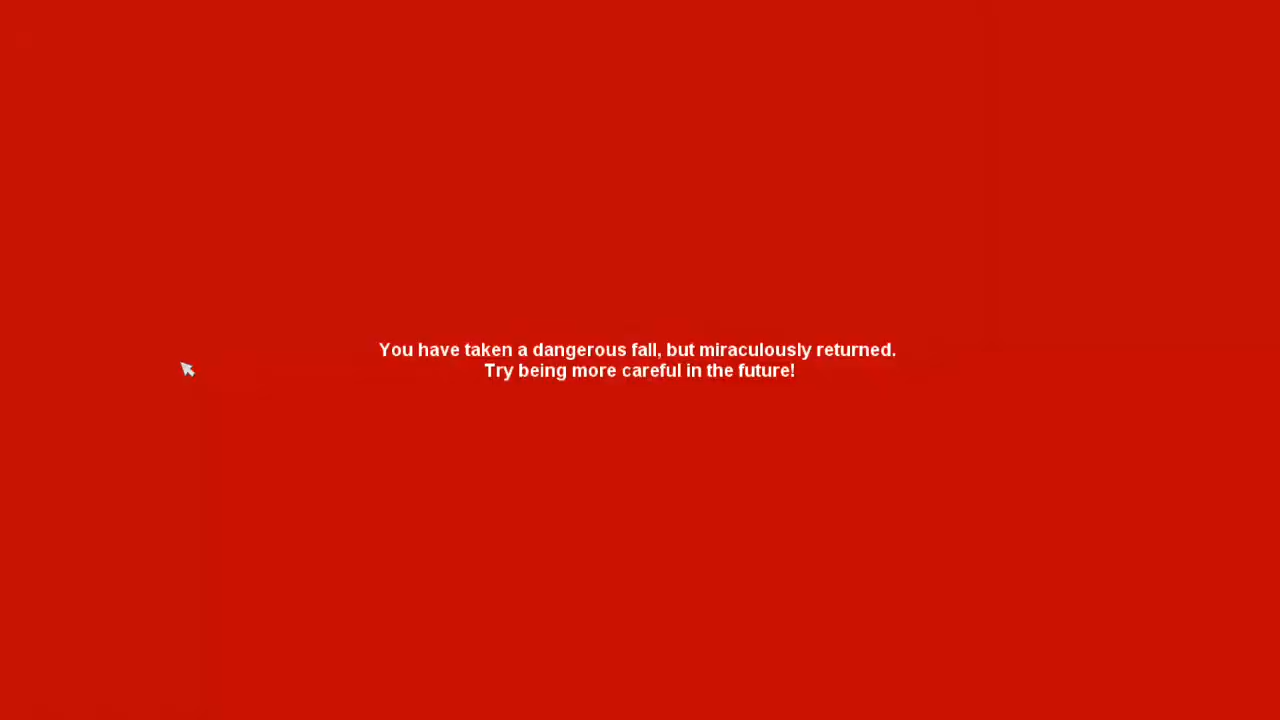 You have taken a dangerous fall, but miraculously returned.
Try being more careful in the future!